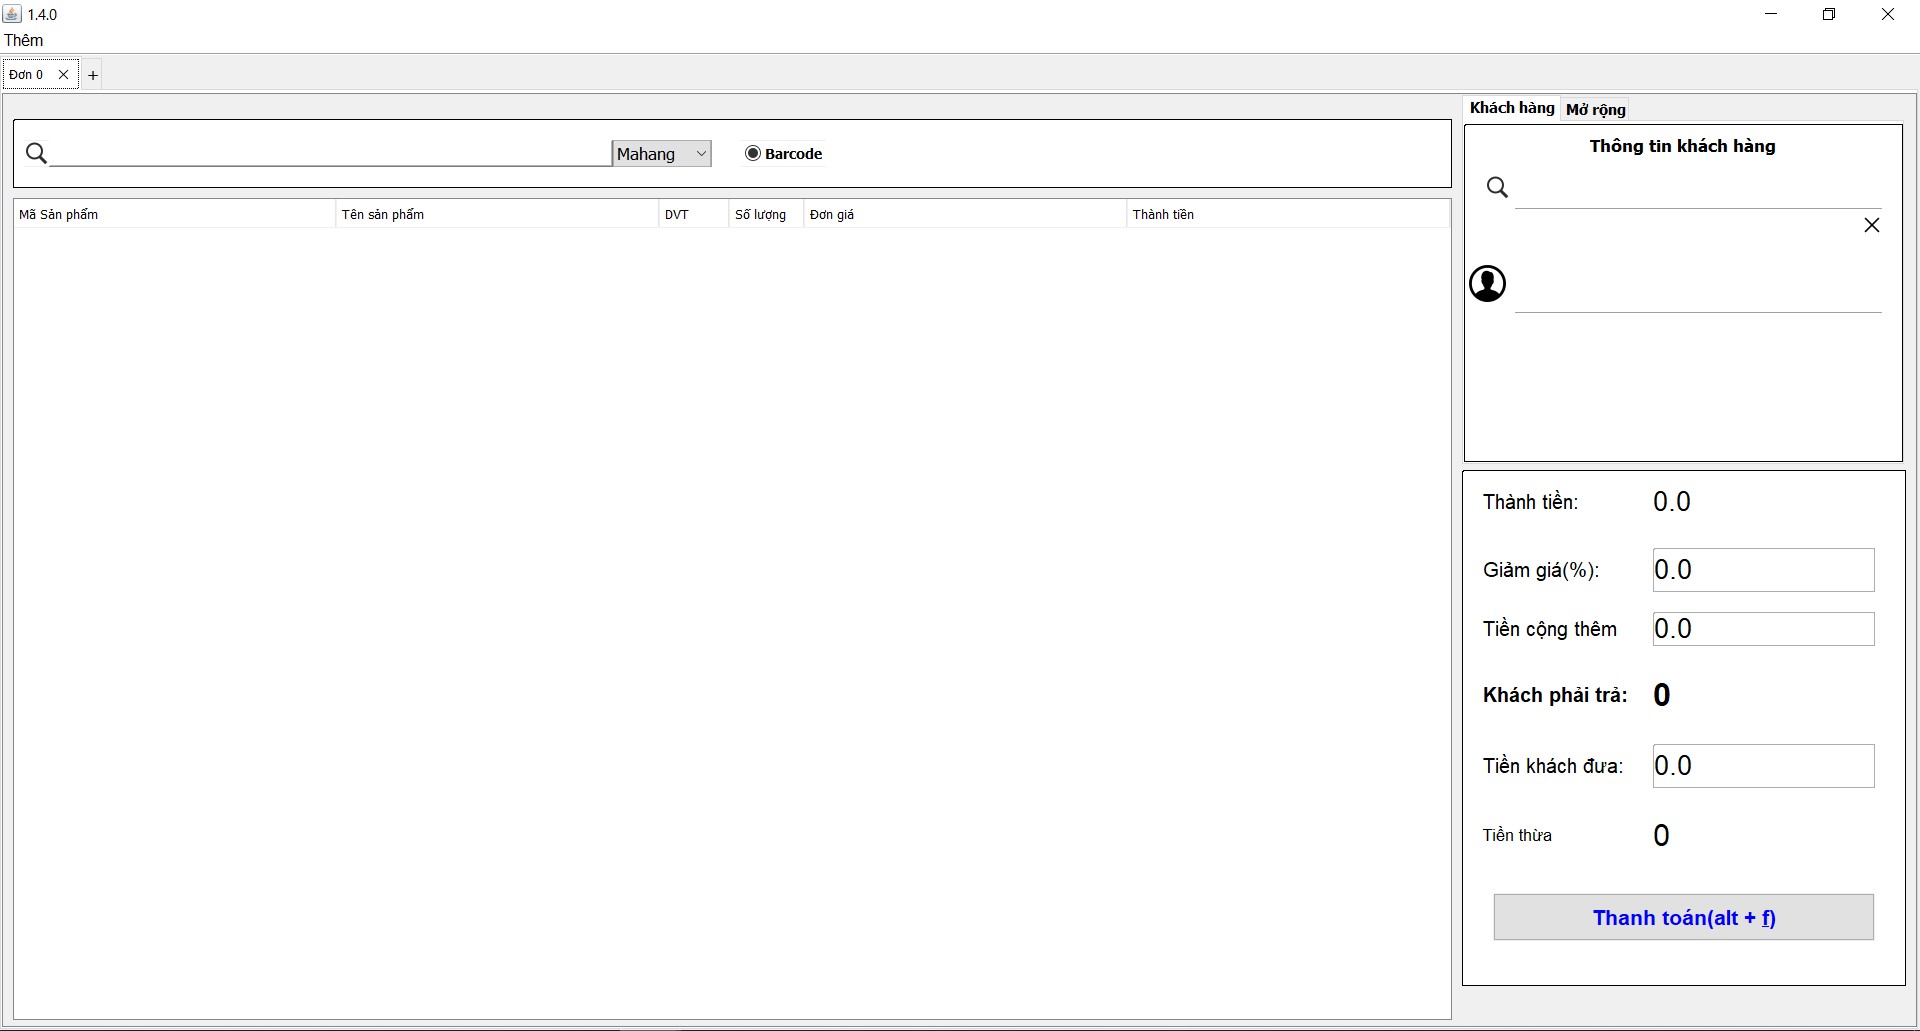 1.4.0
Thêm
Đơn 0
+
Mahang
Barcode
Mã Sản phẩm Tên sản phẩm DVT Số lượng Đơn giá Thành tiền
Khách hàng Mở rộng
Thông tin khách hàng
Thành tiền: 0.0
Giảm giá(%): 0.0
Tiền cộng thêm 0.0
Khách phải trả: 0
Tiền khách đưa: 0.0
Tiền thừa 0
Thanh toán(alt + f)